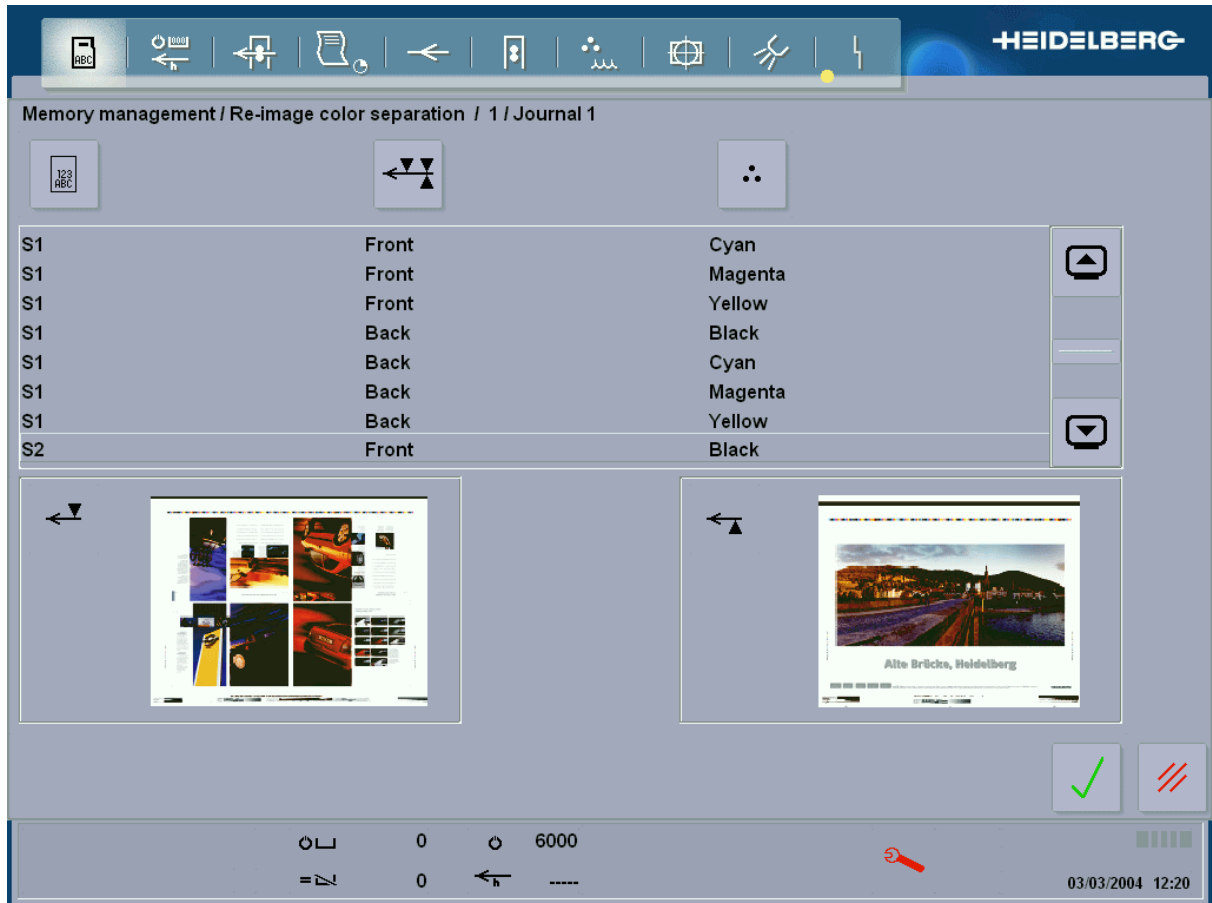 ABC
1000
h
HEIDELBERG
Memory management / Re-image color separation / 1 / Journal 1
123
ABC
S1 Front Cyan
S1 Front Magenta
S1 Front Yellow
S1 Back Black
S1 Back Cyan
S1 Back Magenta
S1 Back Yellow
S2 Front Black
Alte Brücke, Heidelberg
0 6000
0 h -----
03/03/2004 12:20